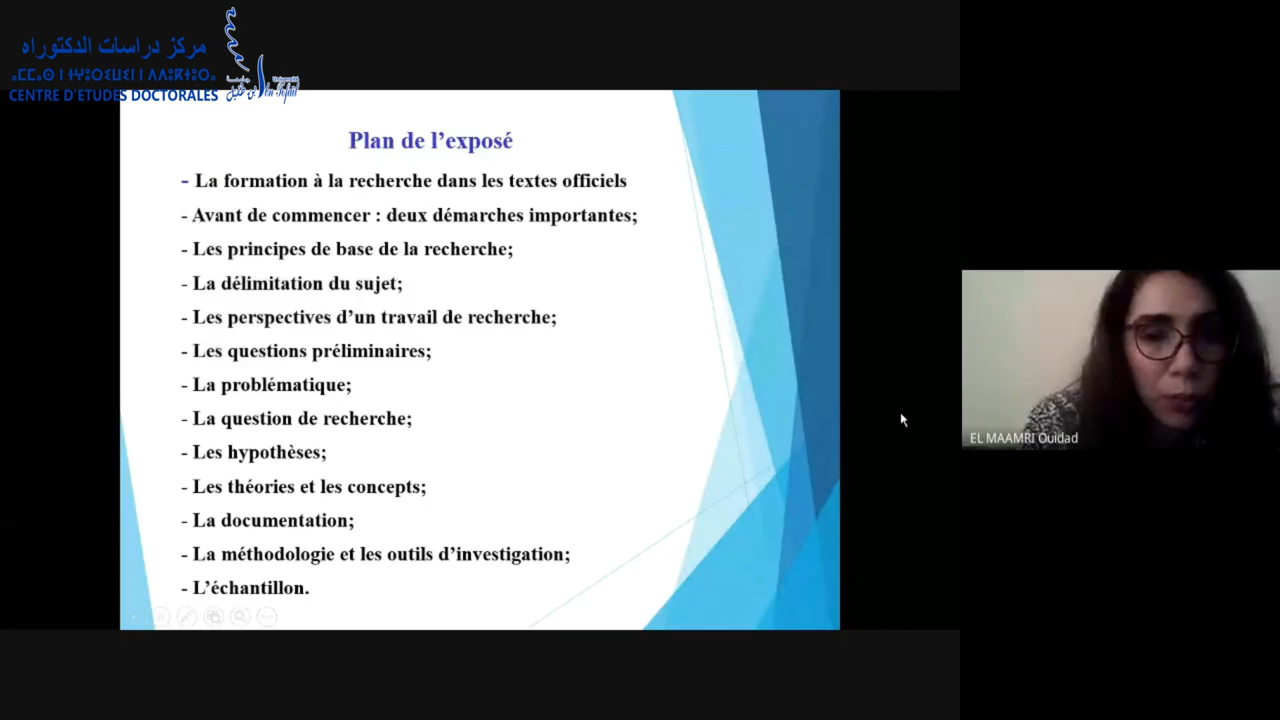 مركز دراسات الدكتوراه
CENTRE D'ETUDES DOCTORALES
Université
Plan de l’exposé
- La formation à la recherche dans les textes officiels
- Avant de commencer : deux démarches importantes;
- Les principes de base de la recherche;
- La délimitation du sujet;
- Les perspectives d’un travail de recherche;
- Les questions préliminaires;
- La problématique;
- La question de recherche;
- Les hypothèses;
- Les théories et les concepts;
- La documentation;
- La méthodologie et les outils d’investigation;
- L’échantillon.
EL MAAMRI Ouidad